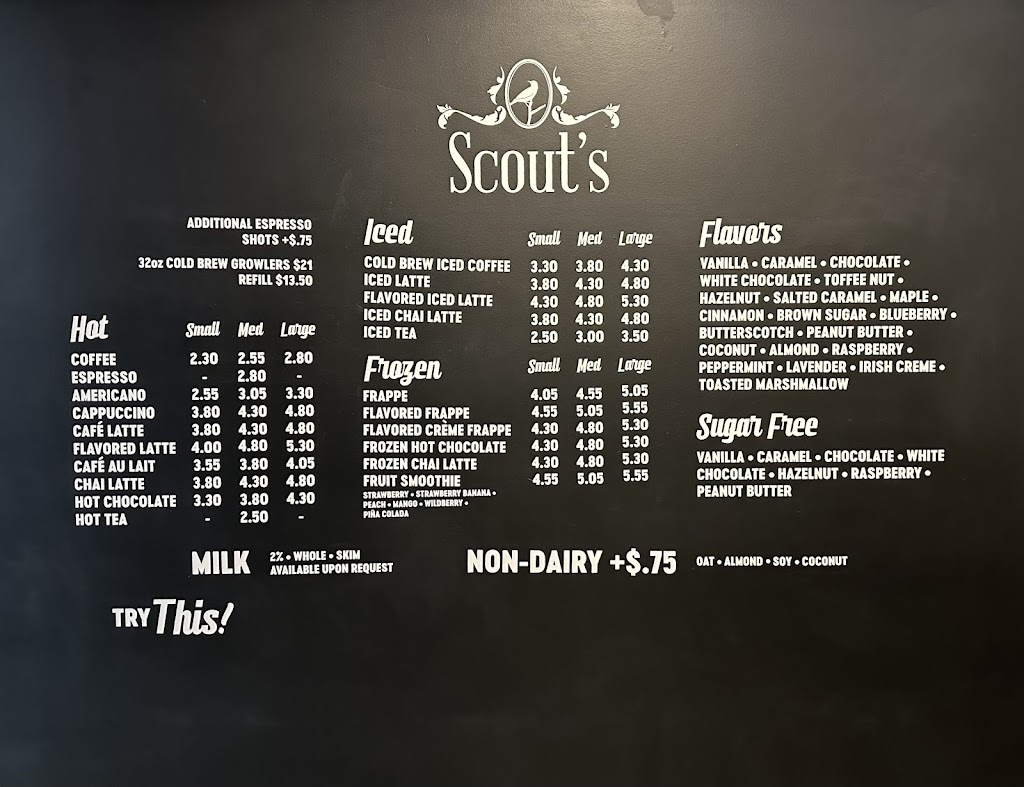 Scout's
ADDITIONAL ESPRESSO
SHOTS +$.75
32oz COLD BREW GROWLERS $21
REFILL $13.50
Hot Small Med Large
COFFEE 2.30 2.55 2.80
ESPRESSO - 2.80 -
AMERICANO 2.55 3.05 3.30
CAPPUCCINO 3.80 4.30 4.80
CAFÉ LATTE 3.80 4.30 4.80
FLAVORED LATTE 4.00 4.80 5.30
CAFÉ AU LAIT 3.55 3.80 4.05
CHAI LATTE 3.80 4.30 4.80
HOT CHOCOLATE 3.30 3.80 4.30
HOT TEA - 2.50 -
Iced Small Med Large
COLD BREW ICED COFFEE 3.30 3.80 4.30
ICED LATTE 3.80 4.30 4.80
FLAVORED ICED LATTE 4.30 4.80 5.30
ICED CHAI LATTE 3.80 4.30 4.80
ICED TEA 2.50 3.00 3.50
Frozen Small Med Large
FRAPPE 4.05 4.55 5.05
FLAVORED FRAPPE 4.55 5.05 5.55
FLAVORED CRÈME FRAPPE 4.30 4.80 5.30
FROZEN HOT CHOCOLATE 4.30 4.80 5.30
FROZEN CHAI LATTE 4.30 4.80 5.30
FRUIT SMOOTHIE 4.55 5.05 5.55
STRAWBERRY • STRAWBERRY BANANA •
PEACH • MANGO • WILDBERRY •
PIÑA COLADA
Flavors
VANILLA • CARAMEL • CHOCOLATE •
WHITE CHOCOLATE • TOFFEE NUT •
HAZELNUT • SALTED CARAMEL • MAPLE •
CINNAMON • BROWN SUGAR • BLUEBERRY •
BUTTERSCOTCH • PEANUT BUTTER •
COCONUT • ALMOND • RASPBERRY •
PEPPERMINT • LAVENDER • IRISH CREME •
TOASTED MARSHMALLOW
Sugar Free
VANILLA • CARAMEL • CHOCOLATE • WHITE
CHOCOLATE • HAZELNUT • RASPBERRY •
PEANUT BUTTER
MILK 2% • WHOLE • SKIM
AVAILABLE UPON REQUEST
NON-DAIRY +$.75 OAT • ALMOND • SOY • COCONUT
TRY This!